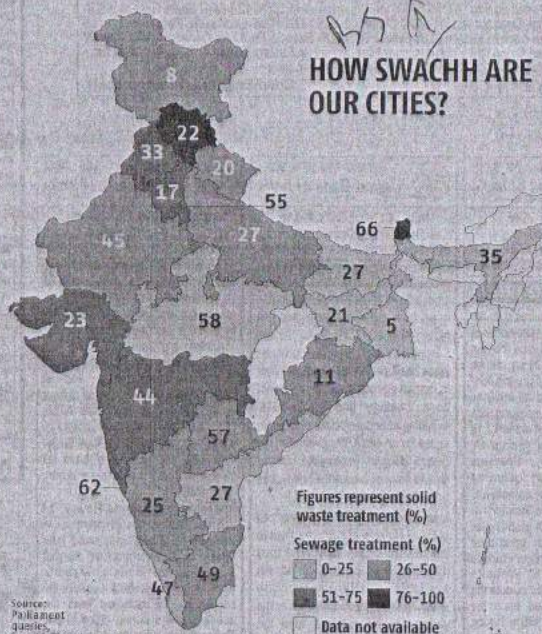 HOW SWACHH ARE
OUR CITIES?
8
22
33
20
17
55
66
45
27
35
27
23
58
21
5
11
44
57
62
25
27
47
49
Figures represent solid
waste treatment (%)
Sewage treatment (%)
0-25 26-50
51-75 76-100
Data not available
Source:
Parliament
queries